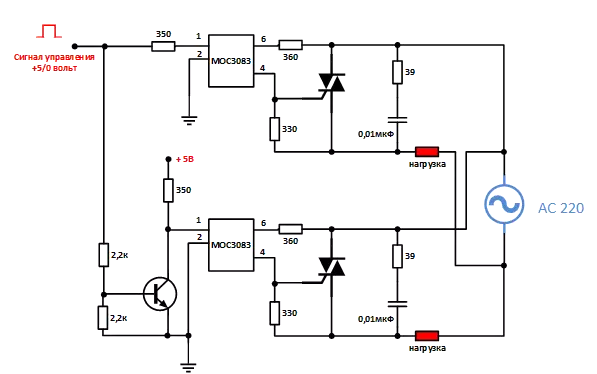 350
1
6
MOC3083
360
2
4
39
Сигнал управления
+5/0 вольт
330
0,01мкФ
нагрузка
+ 5В
350
AC 220
1
6
360
2
MOC3083
4
39
2,2к
330
0,01мкФ
2,2к
нагрузка